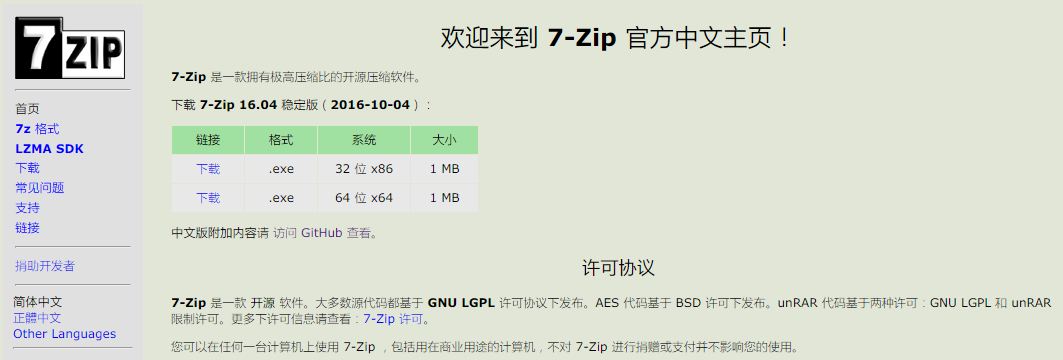 7ZIP
首页
7z 格式
LZMA SDK
下载
常见问题
支持
链接
捐助开发者
简体中文
正體中文
Other Languages
欢迎来到 7-Zip 官方中文主页！
7-Zip 是一款拥有极高压缩比的开源压缩软件。
下载 7-Zip 16.04 稳定版（2016-10-04）：
链接 格式 系统 大小
下载 .exe 32 位 x86 1 MB
下载 .exe 64 位 x64 1 MB
中文版附加内容请 访问 GitHub 查看。
许可协议
7-Zip 是一款 开源 软件。大多数源代码都基于 GNU LGPL 许可协议下发布。AES 代码基于 BSD 许可下发布。unRAR 代码基于两种许可：GNU LGPL 和 unRAR
限制许可。更多下许可信息请查看：7-Zip 许可。
您可以在任何一台计算机上使用 7-Zip ，包括用在商业用途的计算机，不对 7-Zip 进行捐赠或支付并不影响您的使用。